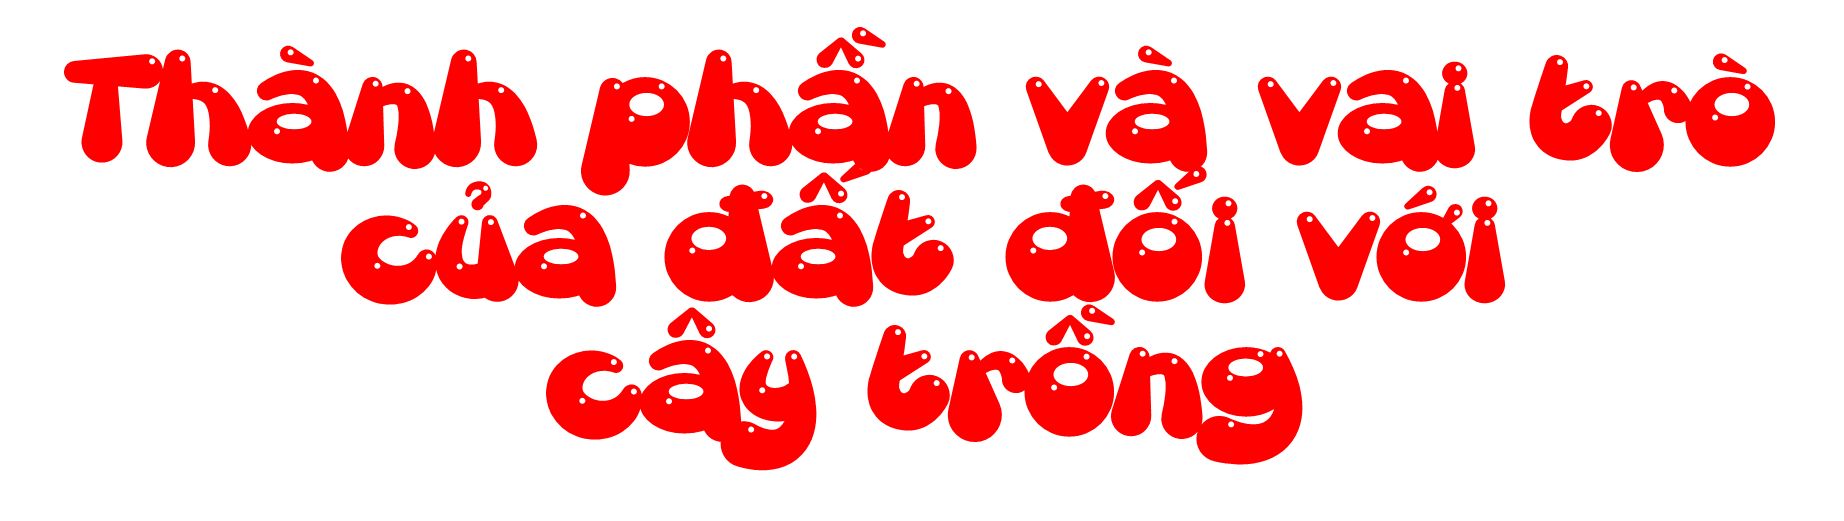 Thành phần và vai trò
của đất đối với
cây trồng